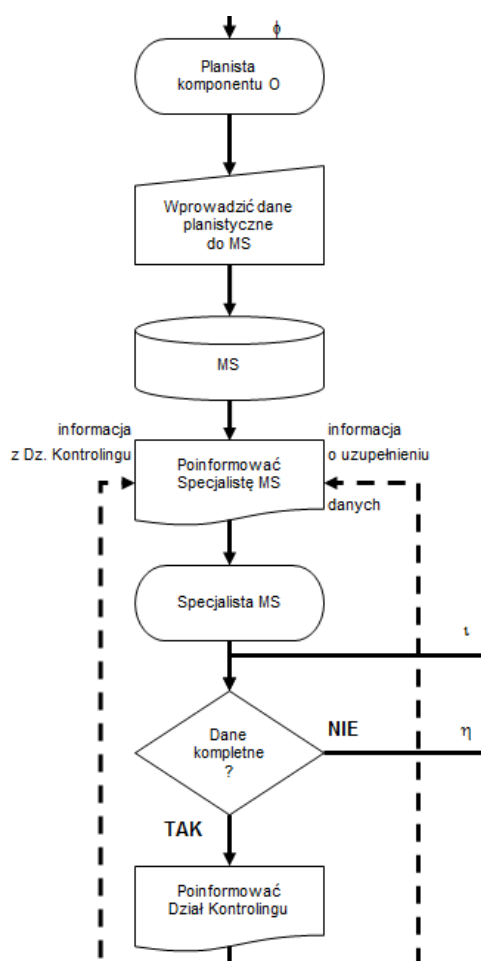 ϕ
Planista
komponentu O
Wprowadzić dane
planistyczne
do MS
MS
informacja
z Dz. Kontrolingu
informacja
o uzupełnieniu
danych
Poinformować
Specjalistę MS
Specjalista MS
ι
Dane
kompletne
?
NIE
η
TAK
Poinformować
Dział Kontrolingu